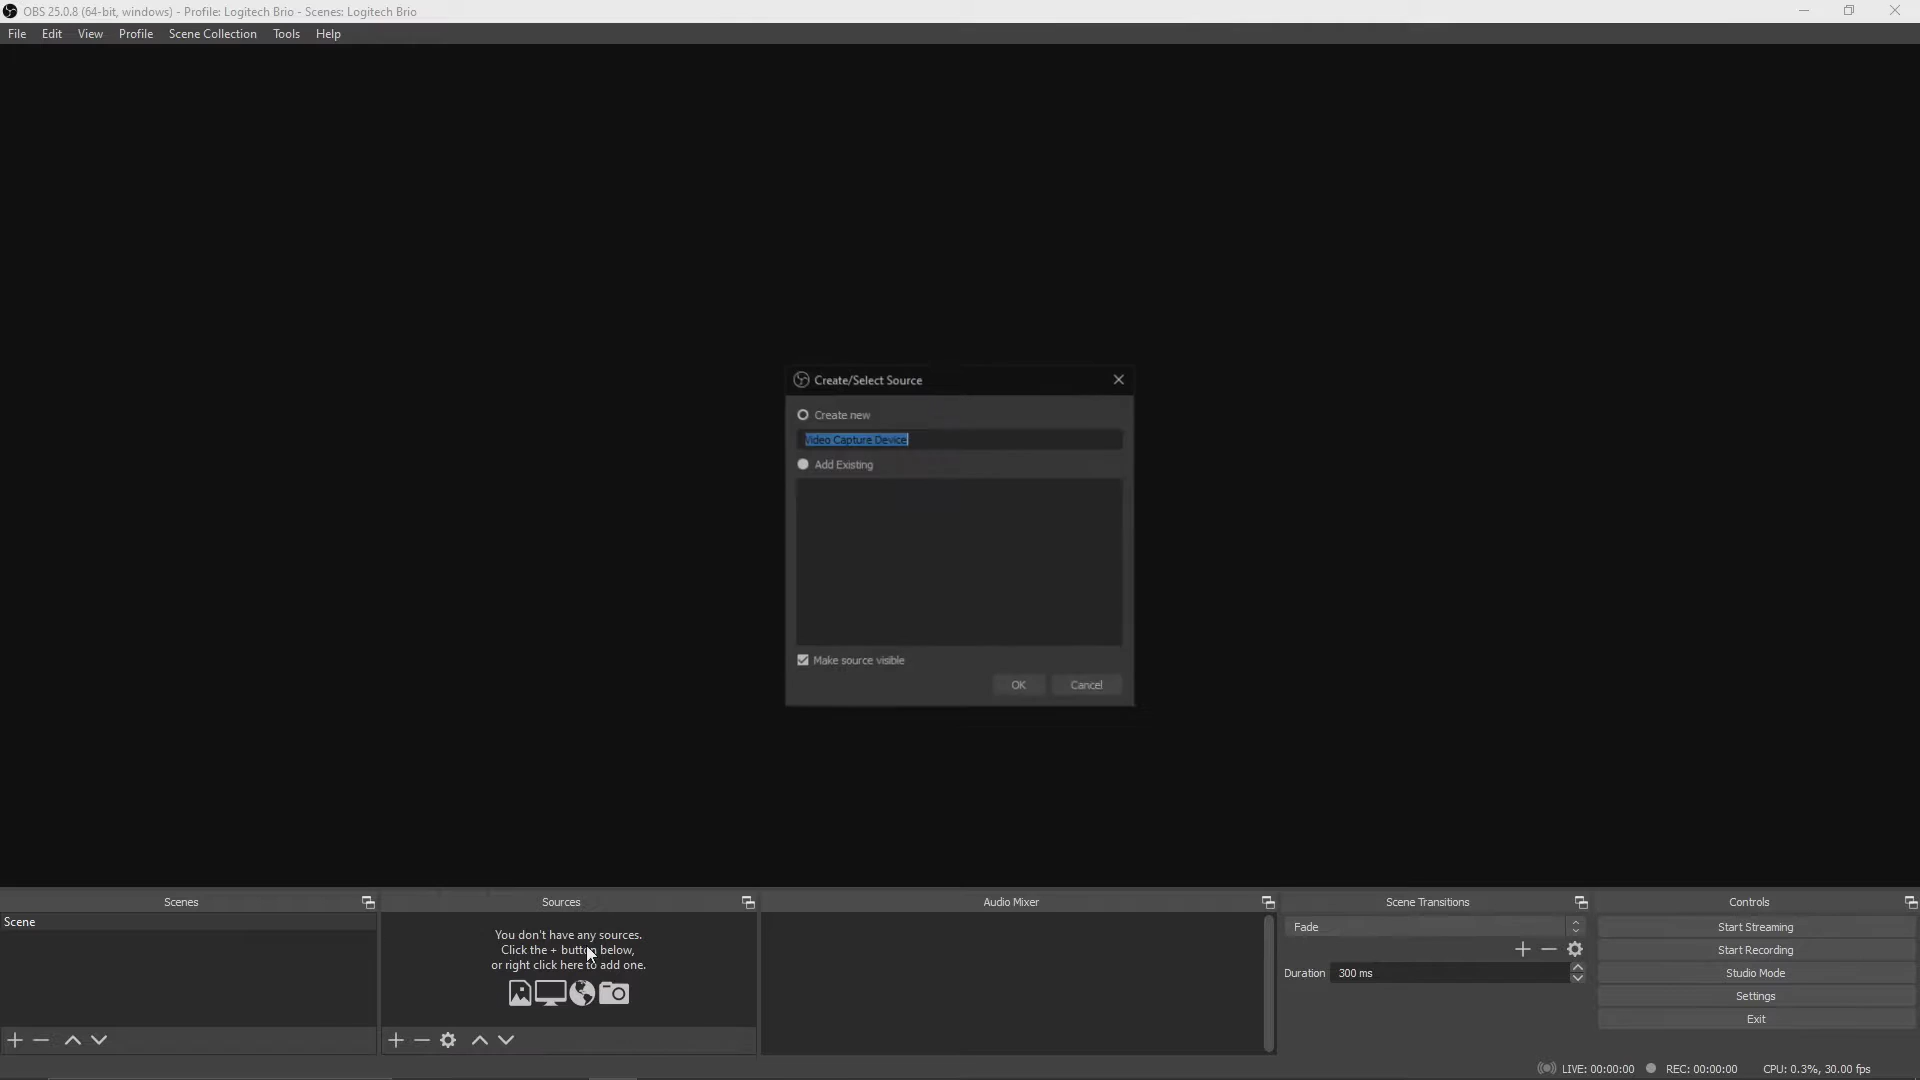 OBS 25.0.8 (64-bit, windows) - Profile: Logitech Brio - Scenes: Logitech Brio
File Edit View Profile Scene Collection Tools Help
Create/Select Source
Create new
Video Capture Device
Add Existing
Make source visible
OK Cancel
Scenes
Scene
Sources
You don't have any sources.
Click the + button below,
or right click here to add one.
Audio Mixer
Scene Transitions
Fade
Duration 300 ms
Controls
Start Streaming
Start Recording
Studio Mode
Settings
Exit
LIVE: 00:00:00 REC: 00:00:00 CPU: 0.3%, 30.00 fps